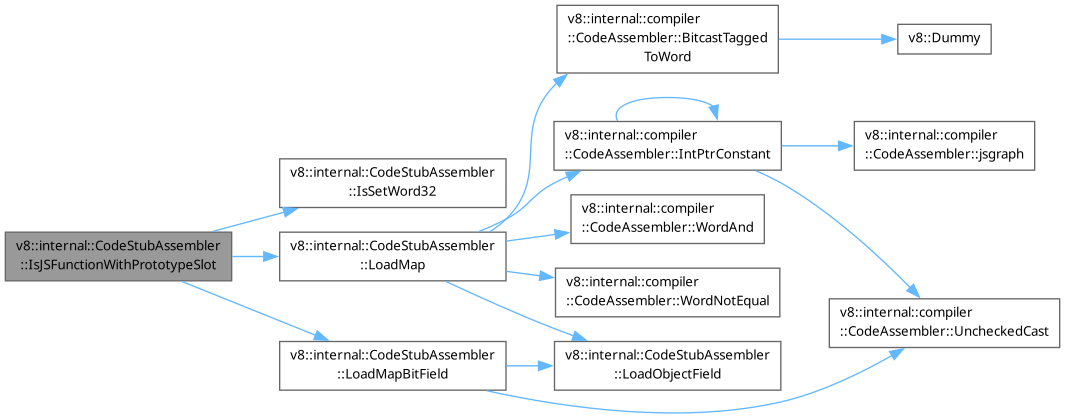 v8::internal::CodeStubAssembler
::IsJSFunctionWithPrototypeSlot
v8::internal::CodeStubAssembler
::IsSetWord32
v8::internal::CodeStubAssembler
::LoadMap
v8::internal::CodeStubAssembler
::LoadMapBitField
v8::internal::compiler
::CodeAssembler::BitcastTagged
ToWord
v8::internal::compiler
::CodeAssembler::IntPtrConstant
v8::internal::compiler
::CodeAssembler::WordAnd
v8::internal::compiler
::CodeAssembler::WordNotEqual
v8::internal::CodeStubAssembler
::LoadObjectField
v8::Dummy
v8::internal::compiler
::CodeAssembler::jsgraph
v8::internal::compiler
::CodeAssembler::UncheckedCast